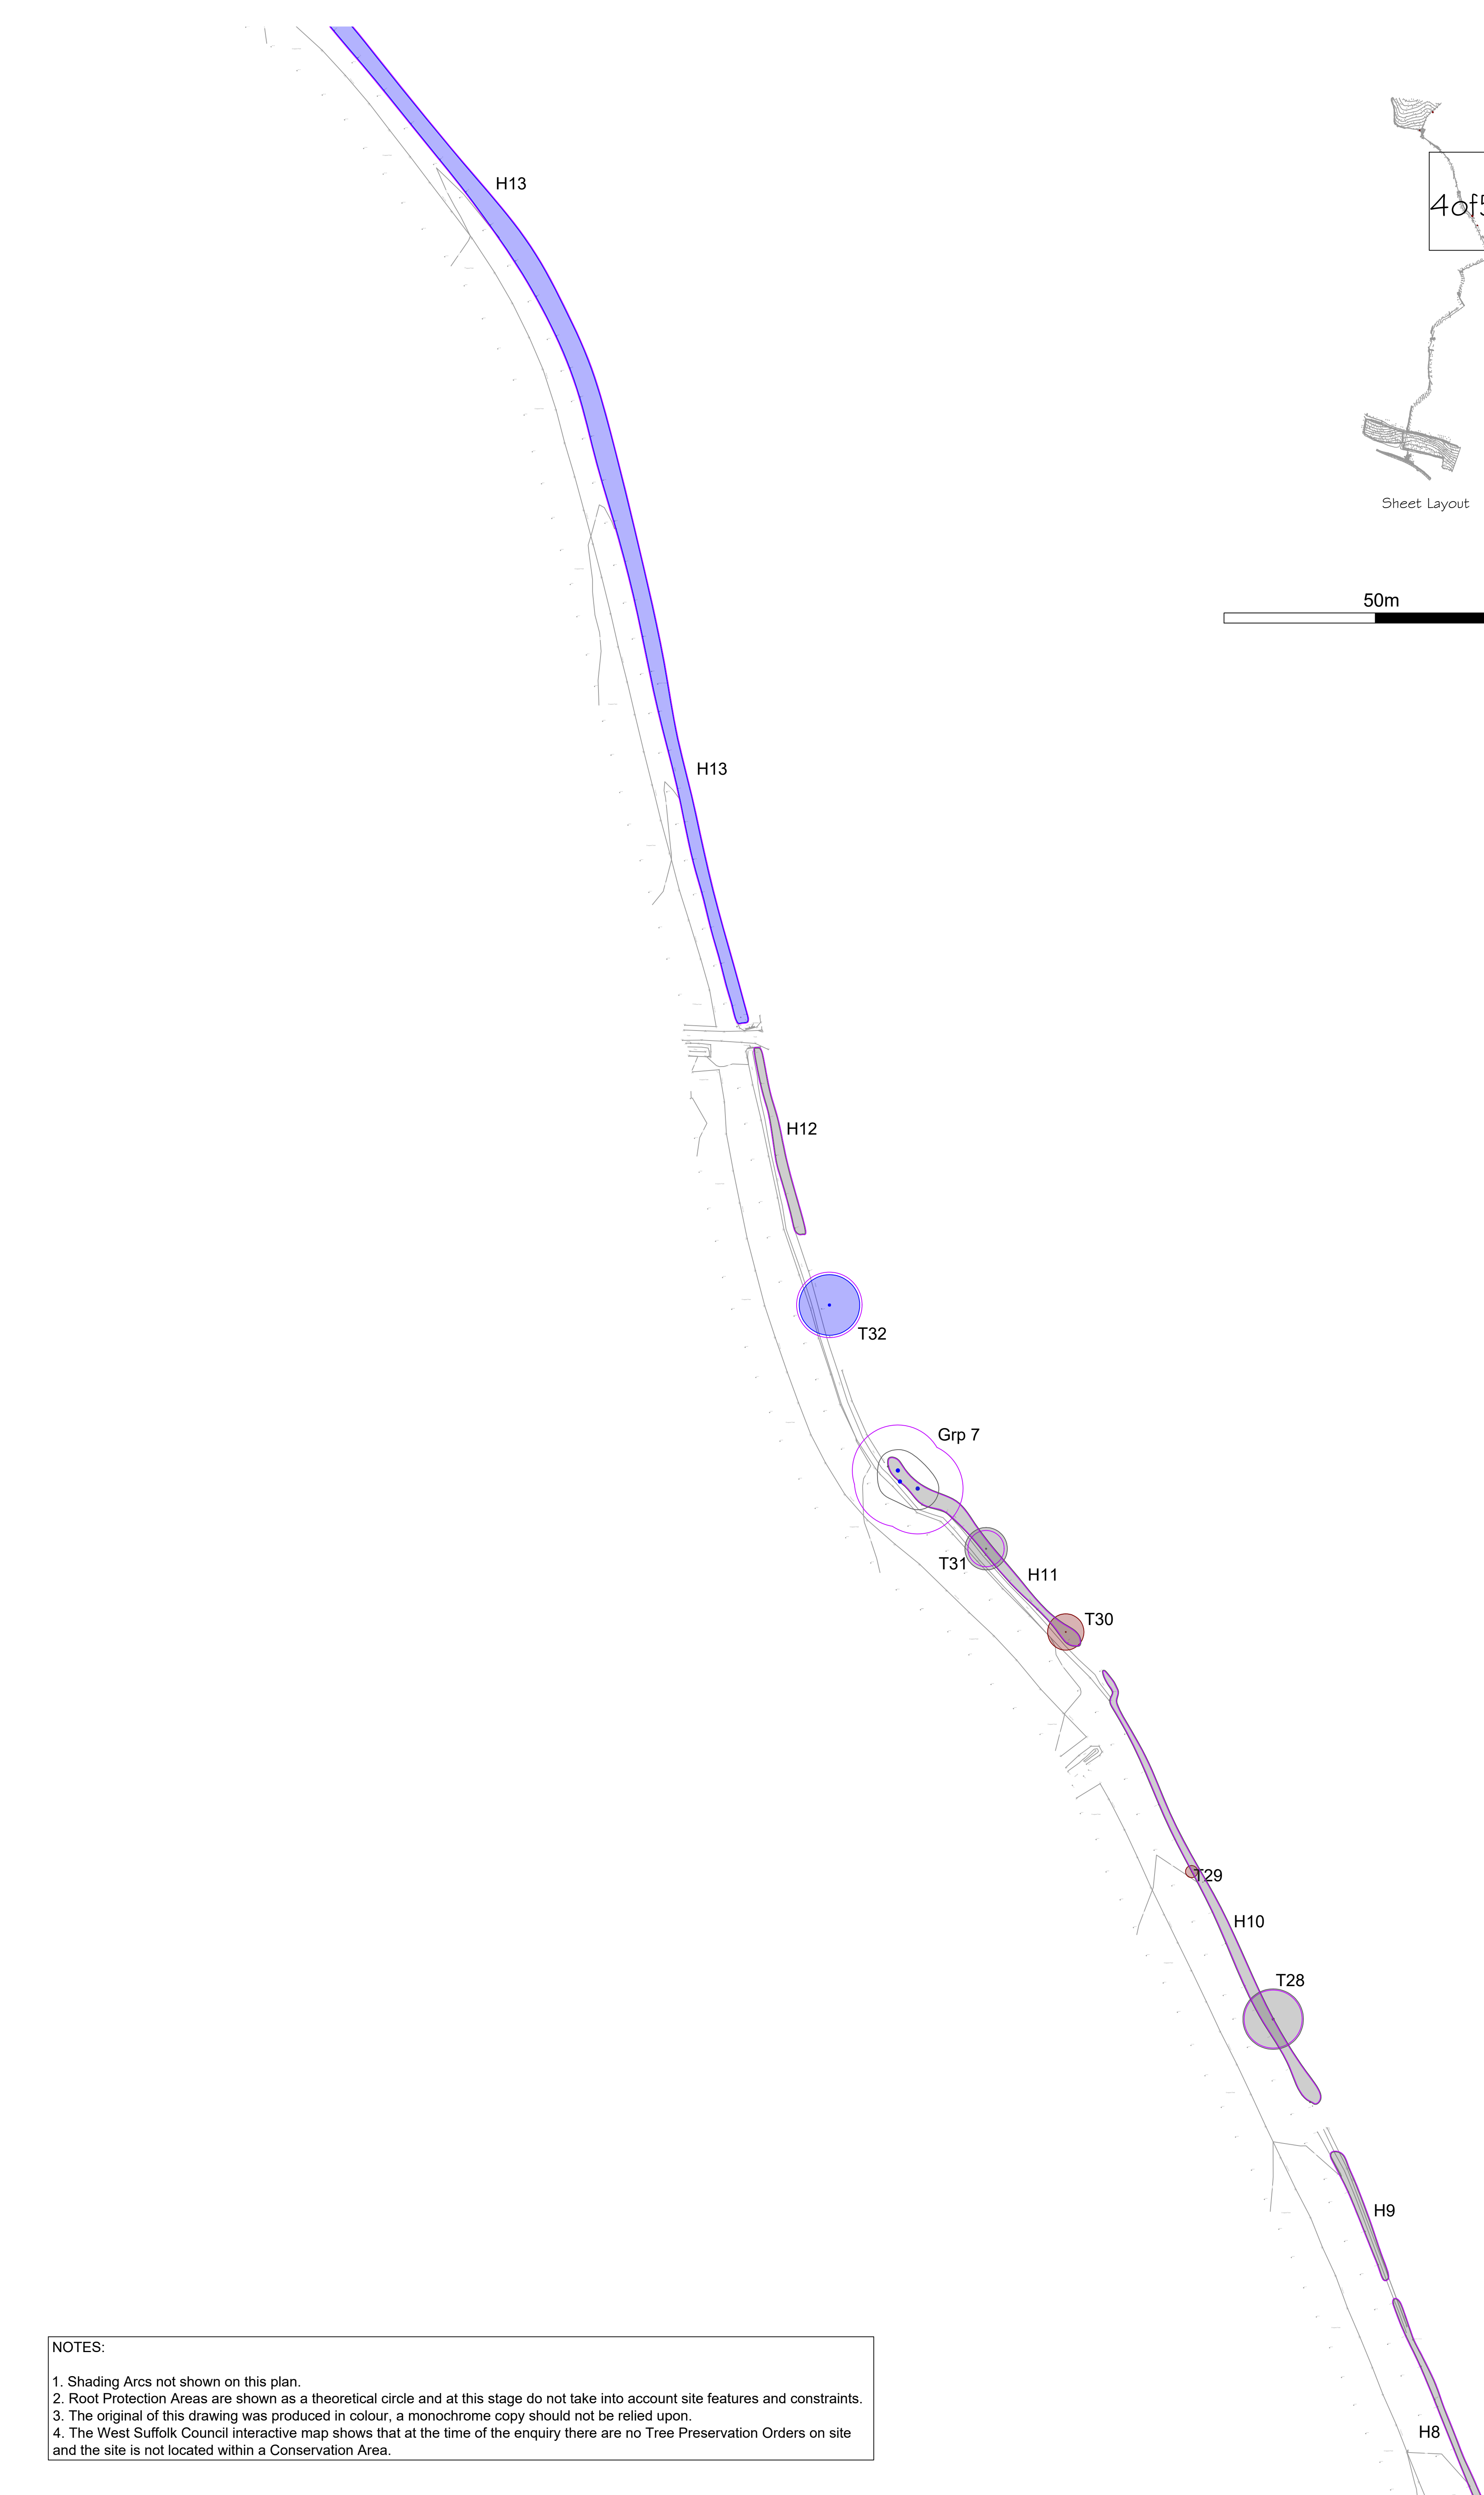 H13
4of5
Sheet Layout
50m
H13
H12
T32
Grp 7
T31
H11
T30
T29
H10
T28
H9
H8
NOTES:
1. Shading Arcs not shown on this plan.
2. Root Protection Areas are shown as a theoretical circle and at this stage do not take into account site features and constraints.
3. The original of this drawing was produced in colour, a monochrome copy should not be relied upon.
4. The West Suffolk Council interactive map shows that at the time of the enquiry there are no Tree Preservation Orders on site
and the site is not located within a Conservation Area.